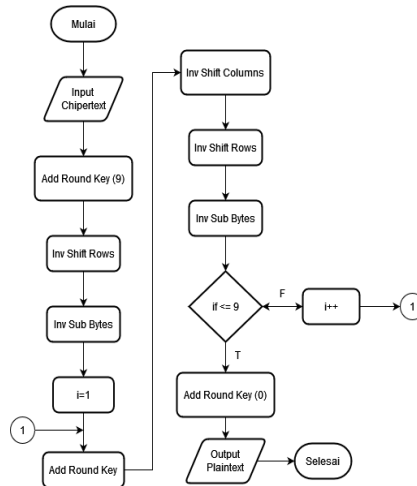 Mulai
Input
Chipertext
Add Round Key (9)
Inv Shift Rows
Inv Sub Bytes
i=1
1
Add Round Key
Inv Shift Columns
Inv Shift Rows
Inv Sub Bytes
if <= 9
F
i++
1
T
Add Round Key (0)
Output
Plaintext
Selesai